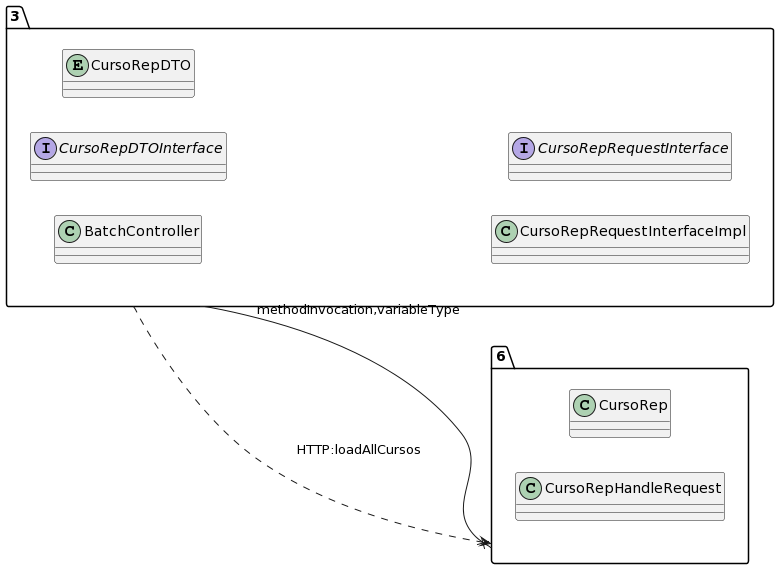 3
E CursoRepDTO
I CursoRepDTOInterface
I CursoRepRequestInterface
C BatchController
C CursoRepRequestInterfaceImpl
methodInvocation,variableType
6
C CursoRep
HTTP:loadAllCursos
C CursoRepHandleRequest